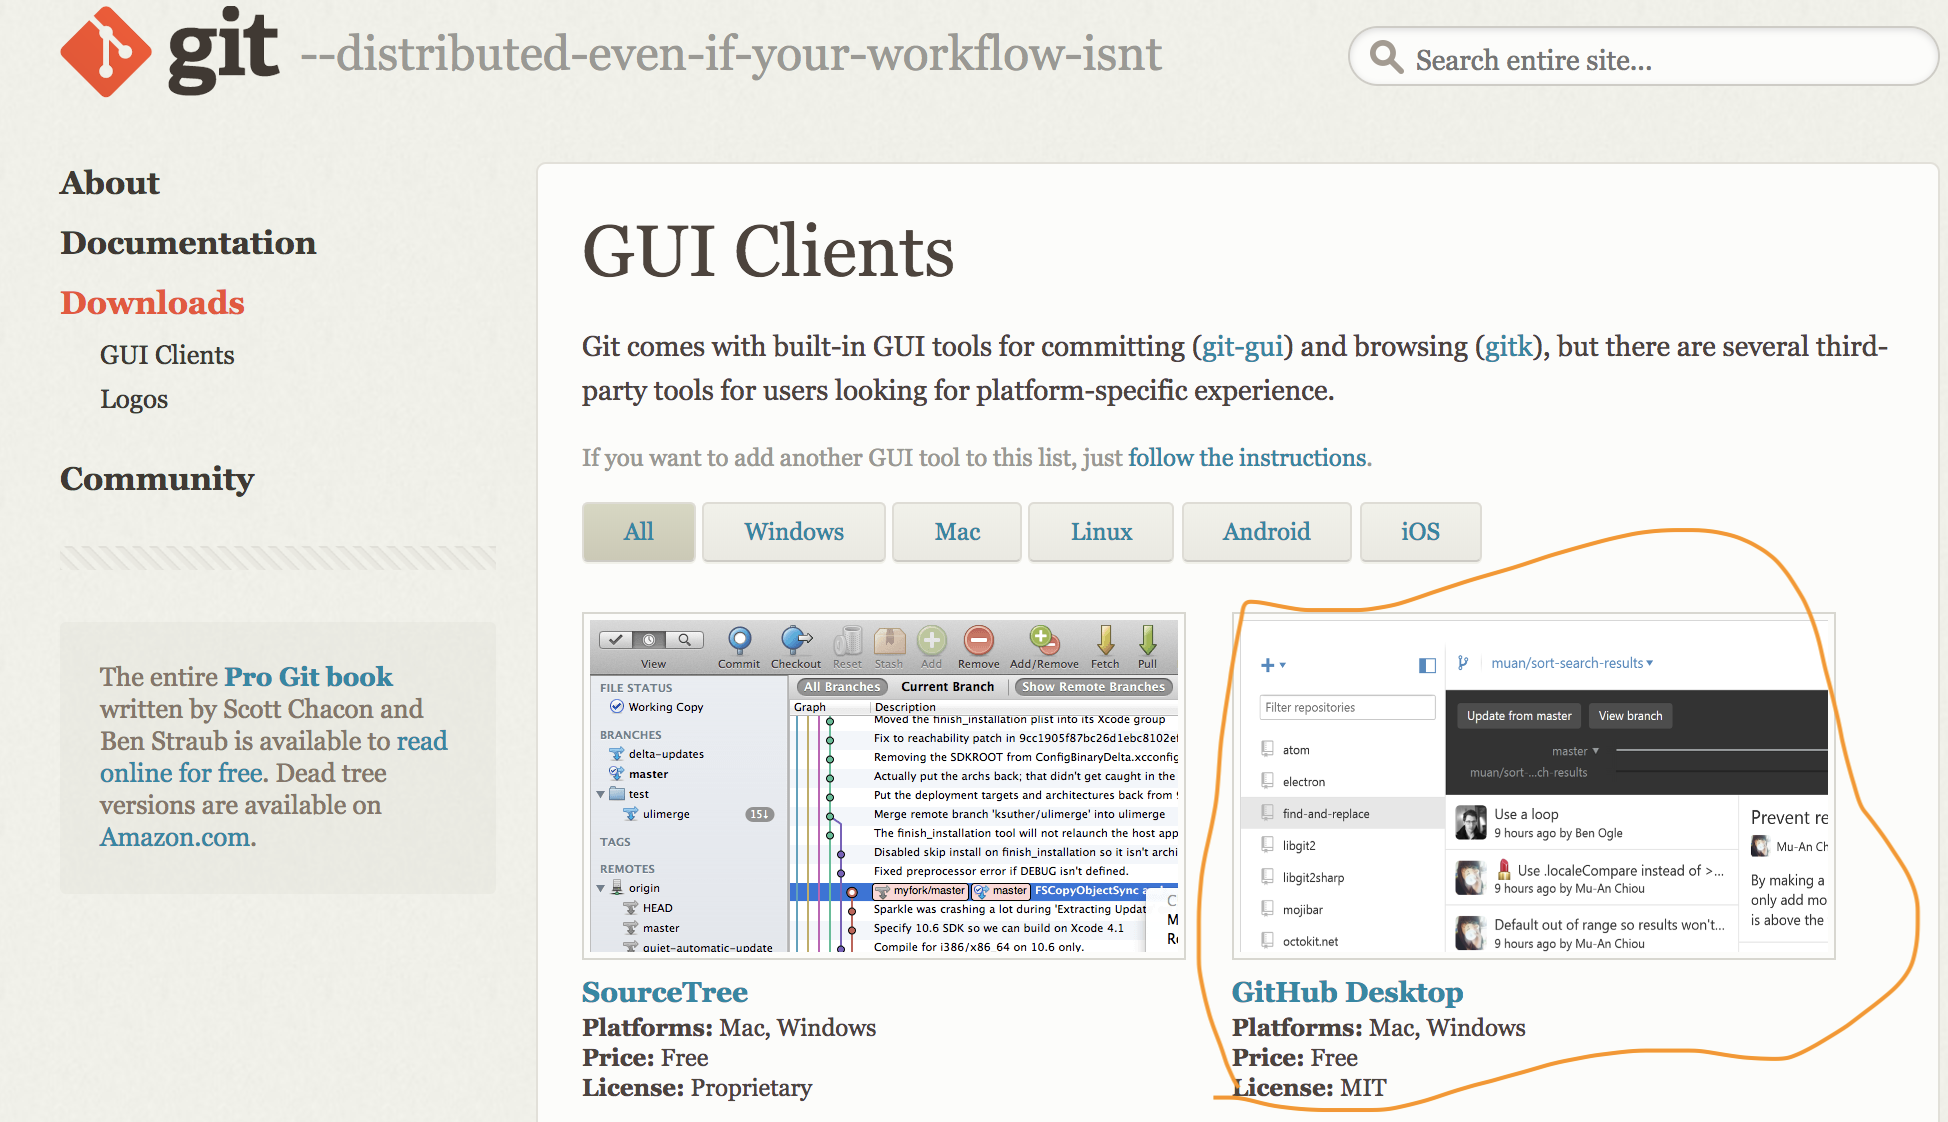 git --distributed-even-if-your-workflow-isnt
Search entire site...
About
Documentation
Downloads
GUI Clients
Logos
Community
The entire Pro Git book
written by Scott Chacon and
Ben Straub is available to read
online for free. Dead tree
versions are available on
Amazon.com.
GUI Clients
Git comes with built-in GUI tools for committing (git-gui) and browsing (gitk), but there are several third-
party tools for users looking for platform-specific experience.
If you want to add another GUI tool to this list, just follow the instructions.
All Windows Mac Linux Android iOS
View Commit Checkout Reset Stash Add Remove Add/Remove Fetch Pull
FILE STATUS
Working Copy
BRANCHES
delta-updates
master
test
ulimerge 15↓
TAGS
REMOTES
origin
HEAD
master
quiet-automatic-update
All Branches Current Branch Show Remote Branches
Graph Description
Moved the finish_installation plist into its Xcode group
Fix to reachability patch in 9cc1905f87bc26d1ebc8102ef
Removing the SDKROOT from ConfigBinaryDelta.xcconfig
Actually put the archs back; that didn't get caught in the
Put the deployment targets and architectures back from
Merge remote branch 'ksuther/ulimerge' into ulimerge
The finish_installation tool will not relaunch the host app
Disabled skip install on finish_installation so it isn't archi
Fixed preprocessor error if DEBUG isn't defined.
myfork/master master FSCopyObjectSync
Sparkle was crashing a lot during 'Extracting Updat
Specify 10.6 SDK so we can build on Xcode 4.1
Compile for i386/x86_64 on 10.6 only.
C
M
Re
SourceTree
Platforms: Mac, Windows
Price: Free
License: Proprietary
muan/sort-search-results
Filter repositories
atom
electron
find-and-replace
libgit2
libgit2sharp
mojibar
octokit.net
Update from master View branch
master
muan/sort-...ch-results
Use a loop
9 hours ago by Ben Ogle
Use .localeCompare instead of >...
9 hours ago by Mu-An Chiou
Default out of range so results won't...
9 hours ago by Mu-An Chiou
Prevent re
Mu-An Ch
By making a
only add mo
is above the
GitHub Desktop
Platforms: Mac, Windows
Price: Free
License: MIT